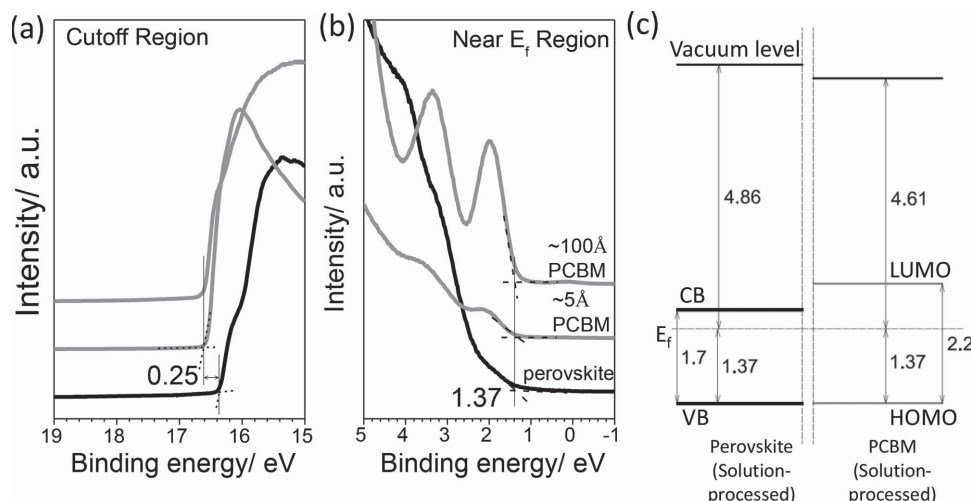 (a)
Cutoff Region
Intensity/ a.u.
0.25
19 18 17 16 15
Binding energy/ eV
(b)
Near Ef Region
Intensity/ a.u.
~100Å
PCBM
~5Å
PCBM
perovskite
1.37
5 4 3 2 1 0 -1
Binding energy/ eV
(c)
Vacuum level
4.86
4.61
LUMO
CB
Ef
1.7
1.37
1.37
2.2
VB
HOMO
Perovskite
(Solution-
processed)
PCBM
(Solution-
processed)